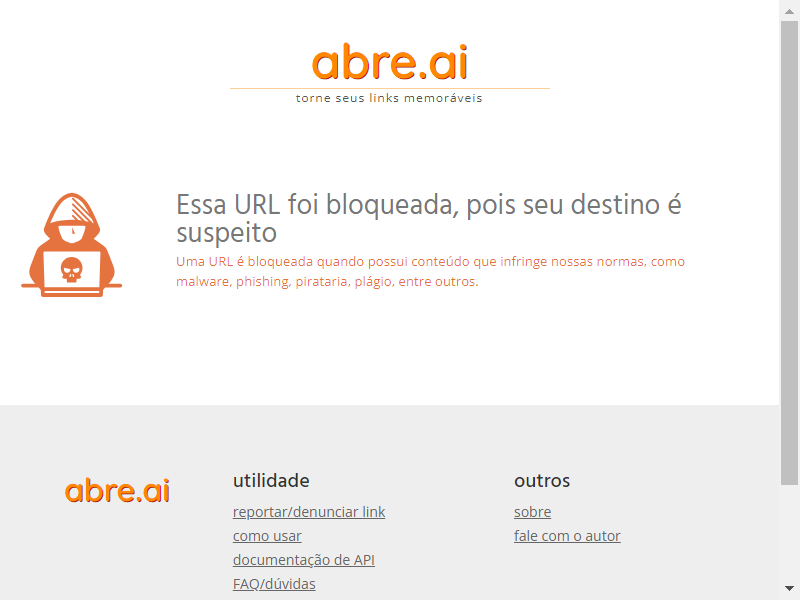 abre.ai
torne seus links memoráveis
Essa URL foi bloqueada, pois seu destino é
suspeito
Uma URL é bloqueada quando possui conteúdo que infringe nossas normas, como
malware, phishing, pirataria, plágio, entre outros.
abre.ai
utilidade
reportar/denunciar link
como usar
documentação de API
FAQ/dúvidas
outros
sobre
fale com o autor